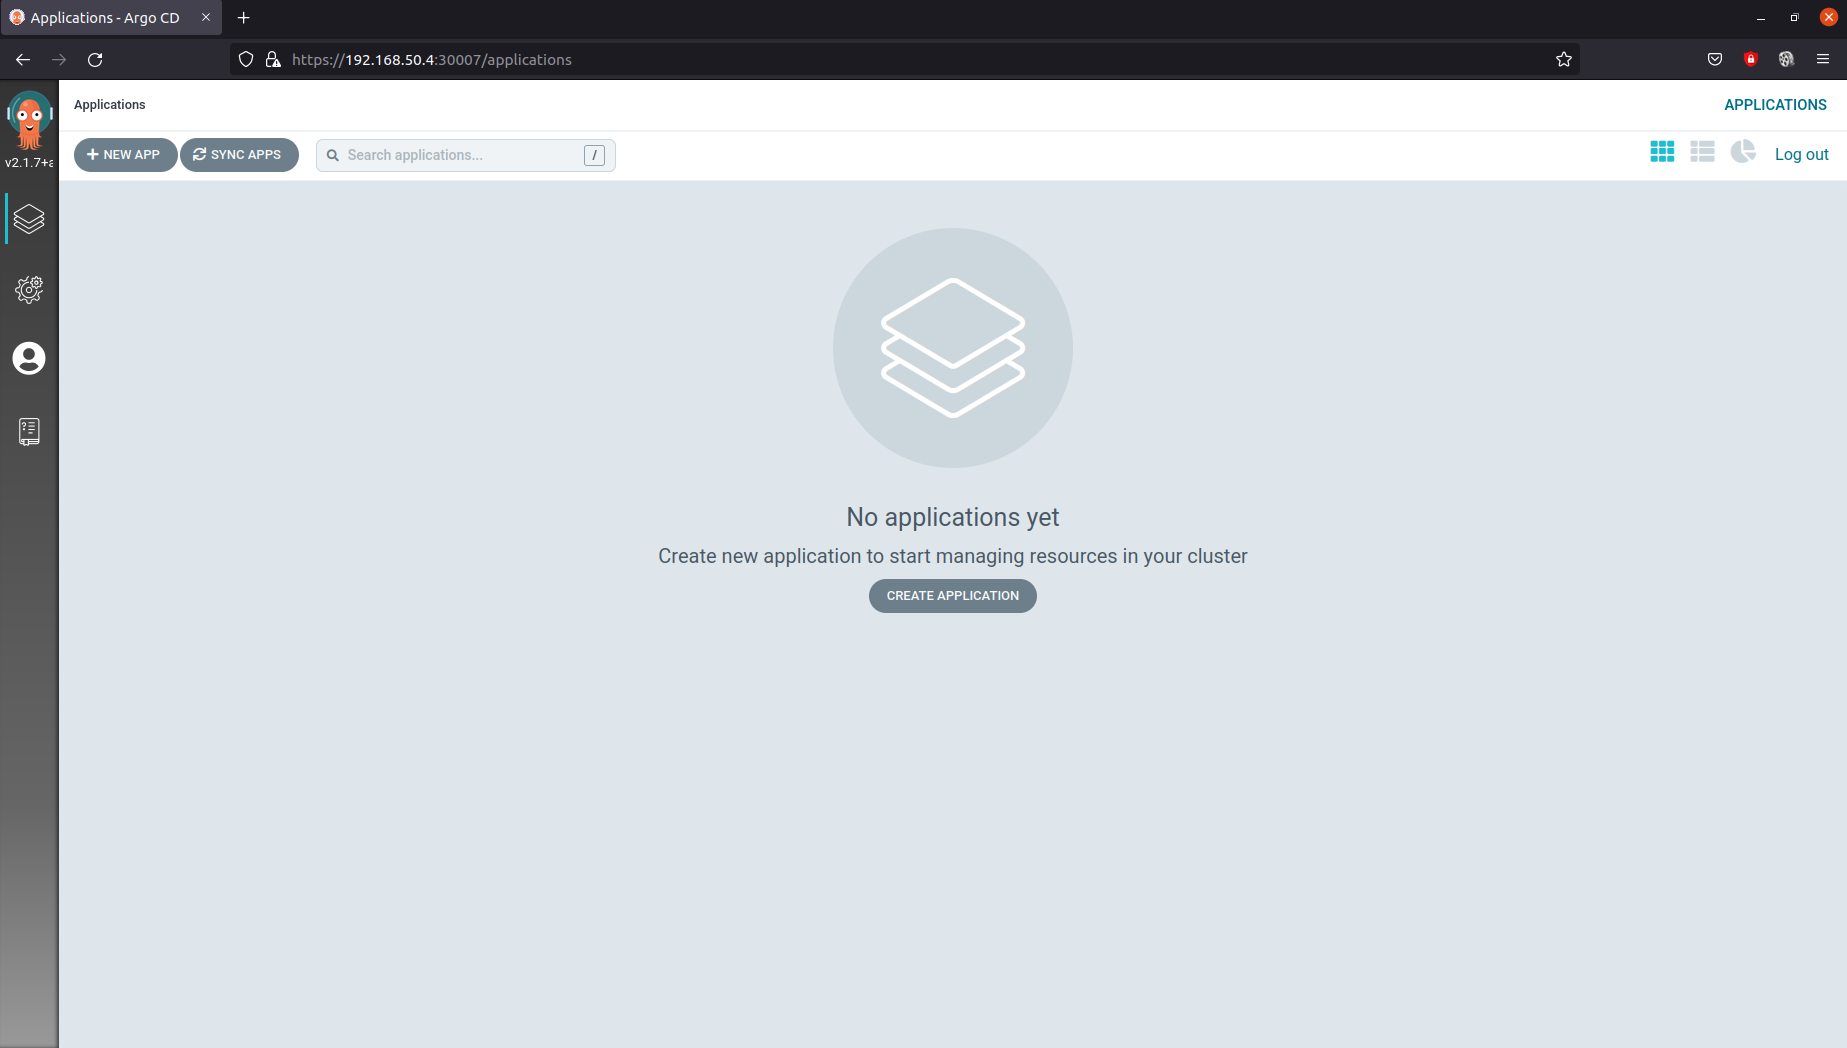 Applications - Argo CD
https://192.168.50.4:30007/applications
Applications
APPLICATIONS
v2.1.7+a
NEW APP
SYNC APPS
Search applications...
/
Log out
No applications yet
Create new application to start managing resources in your cluster
CREATE APPLICATION